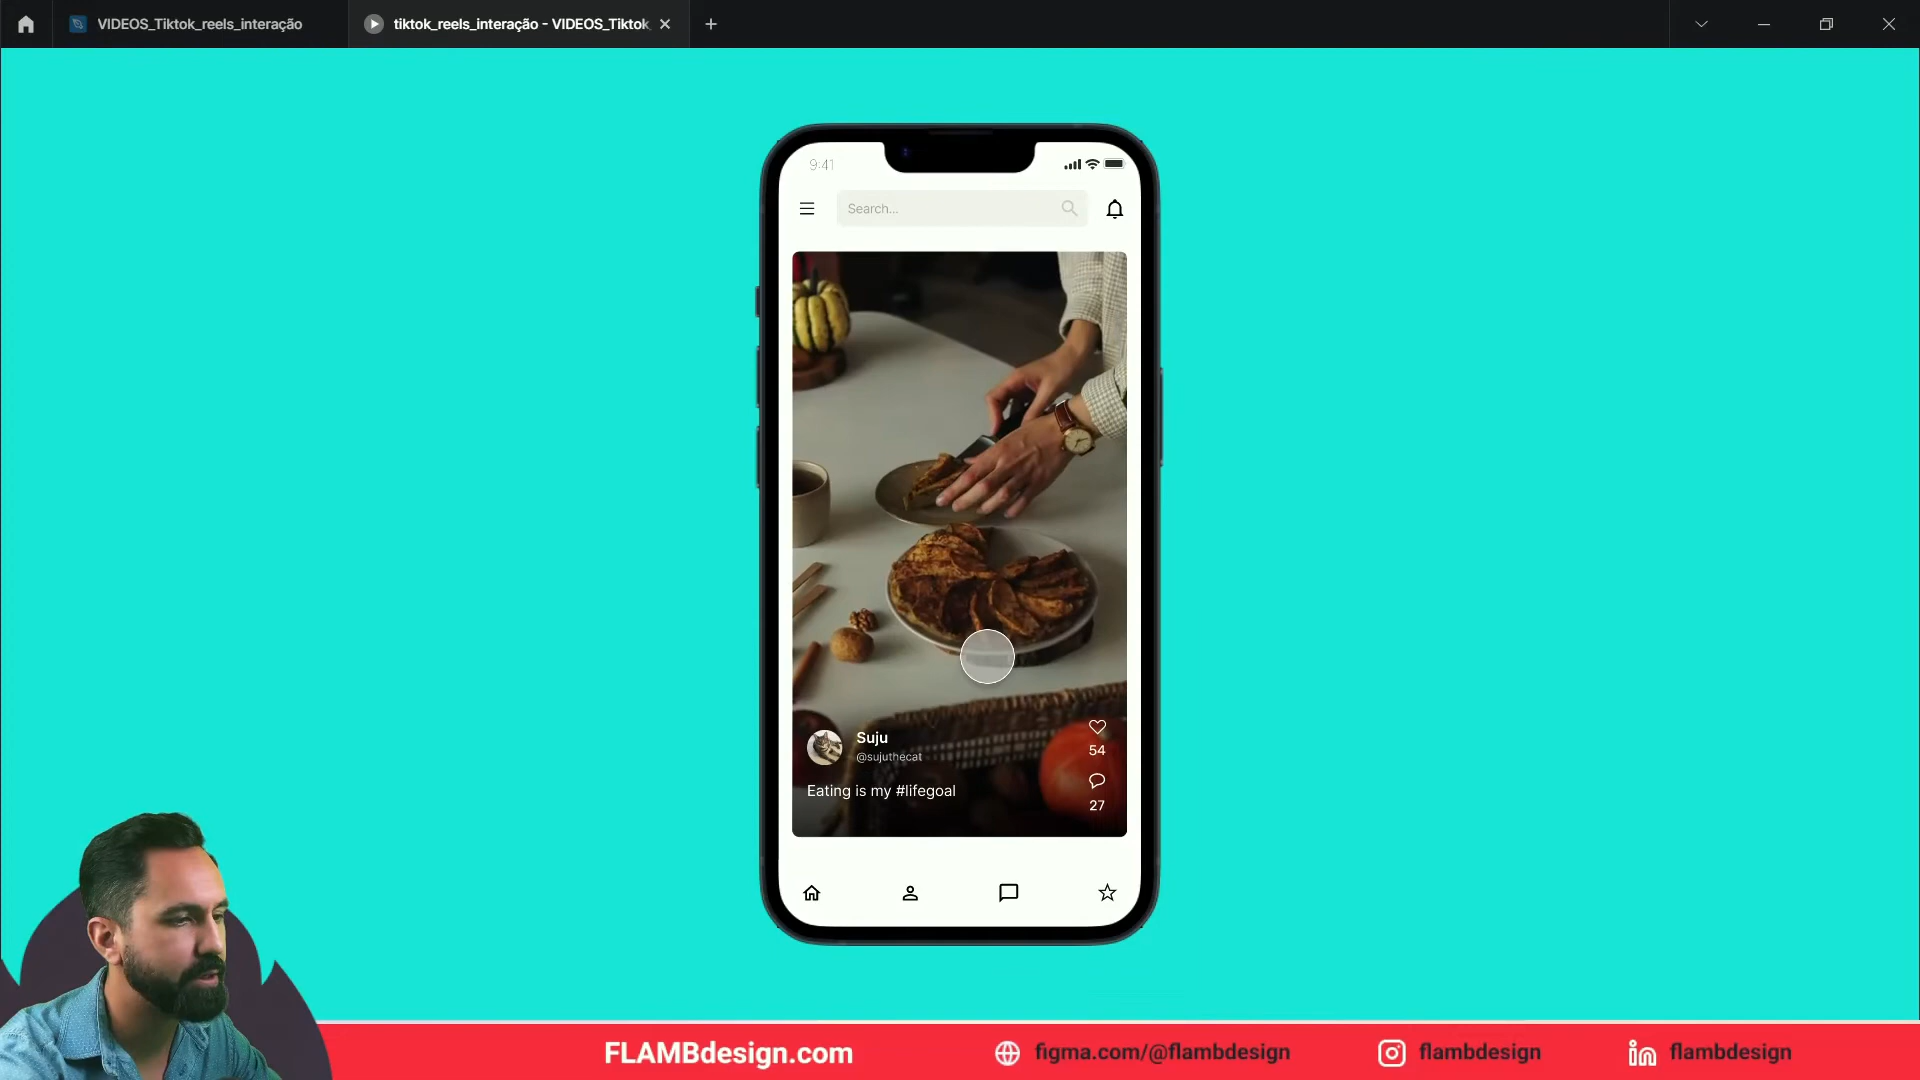 VIDEOS_Tiktok_reels_interação
tiktok_reels_interação - VIDEOS_Tiktok
9:41
Search...
Suju
@sujuthecat
Eating is my #lifegoal
54
27
FLAMBdesign.com
figma.com/@flambdesign
flambdesign
flambdesign